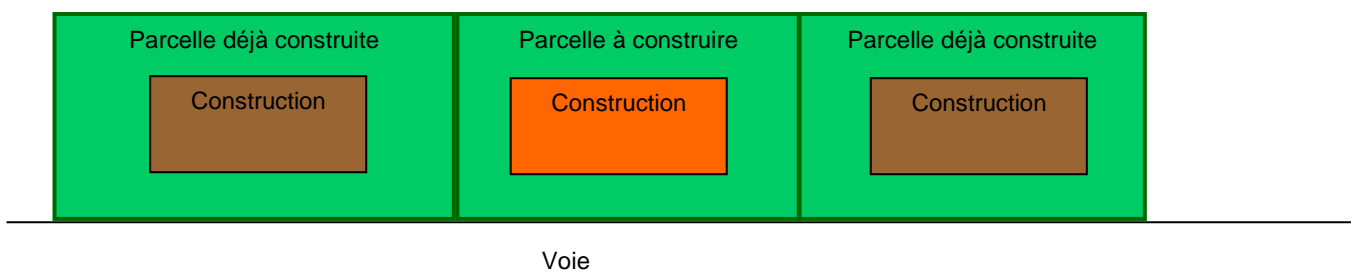 Parcelle déjà construite
Parcelle à construire
Parcelle déjà construite
Construction
Construction
Construction
Voie